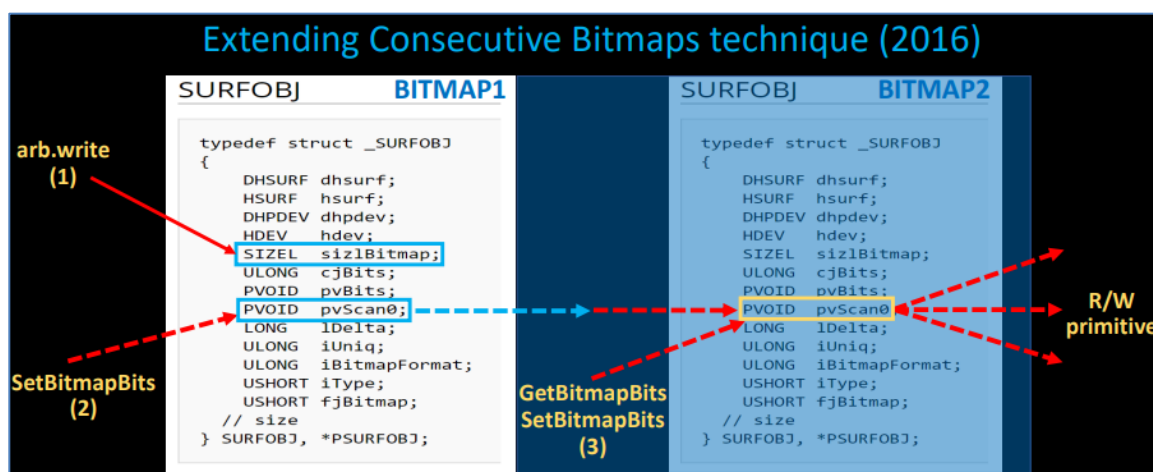 Extending Consecutive Bitmaps technique (2016)
SURFOBJ BITMAP1
typedef struct _SURFOBJ
{
DHSURF dhsurf;
HSURF hsurf;
DHPDEV dhpdev;
HDEV hdev;
SIZEL sizlBitmap;
ULONG cjBits;
PVOID pvBits;
PVOID pvScan0;
LONG lDelta;
ULONG iUniq;
ULONG iBitmapFormat;
USHORT iType;
USHORT fjBitmap;
// size
} SURFOBJ, *PSURFOBJ;
arb.write
(1)
SetBitmapBits
(2)
SURFOBJ BITMAP2
typedef struct _SURFOBJ
{
DHSURF dhsurf;
HSURF hsurf;
DHPDEV dhpdev;
HDEV hdev;
SIZEL sizlBitmap;
ULONG cjBits;
PVOID pvBits;
PVOID pvScan0
LONG lDelta;
ULONG iUniq;
ULONG iBitmapFormat;
USHORT iType;
USHORT fjBitmap;
// size
} SURFOBJ, *PSURFOBJ;
GetBitmapBits
SetBitmapBits
(3)
R/W
primitive